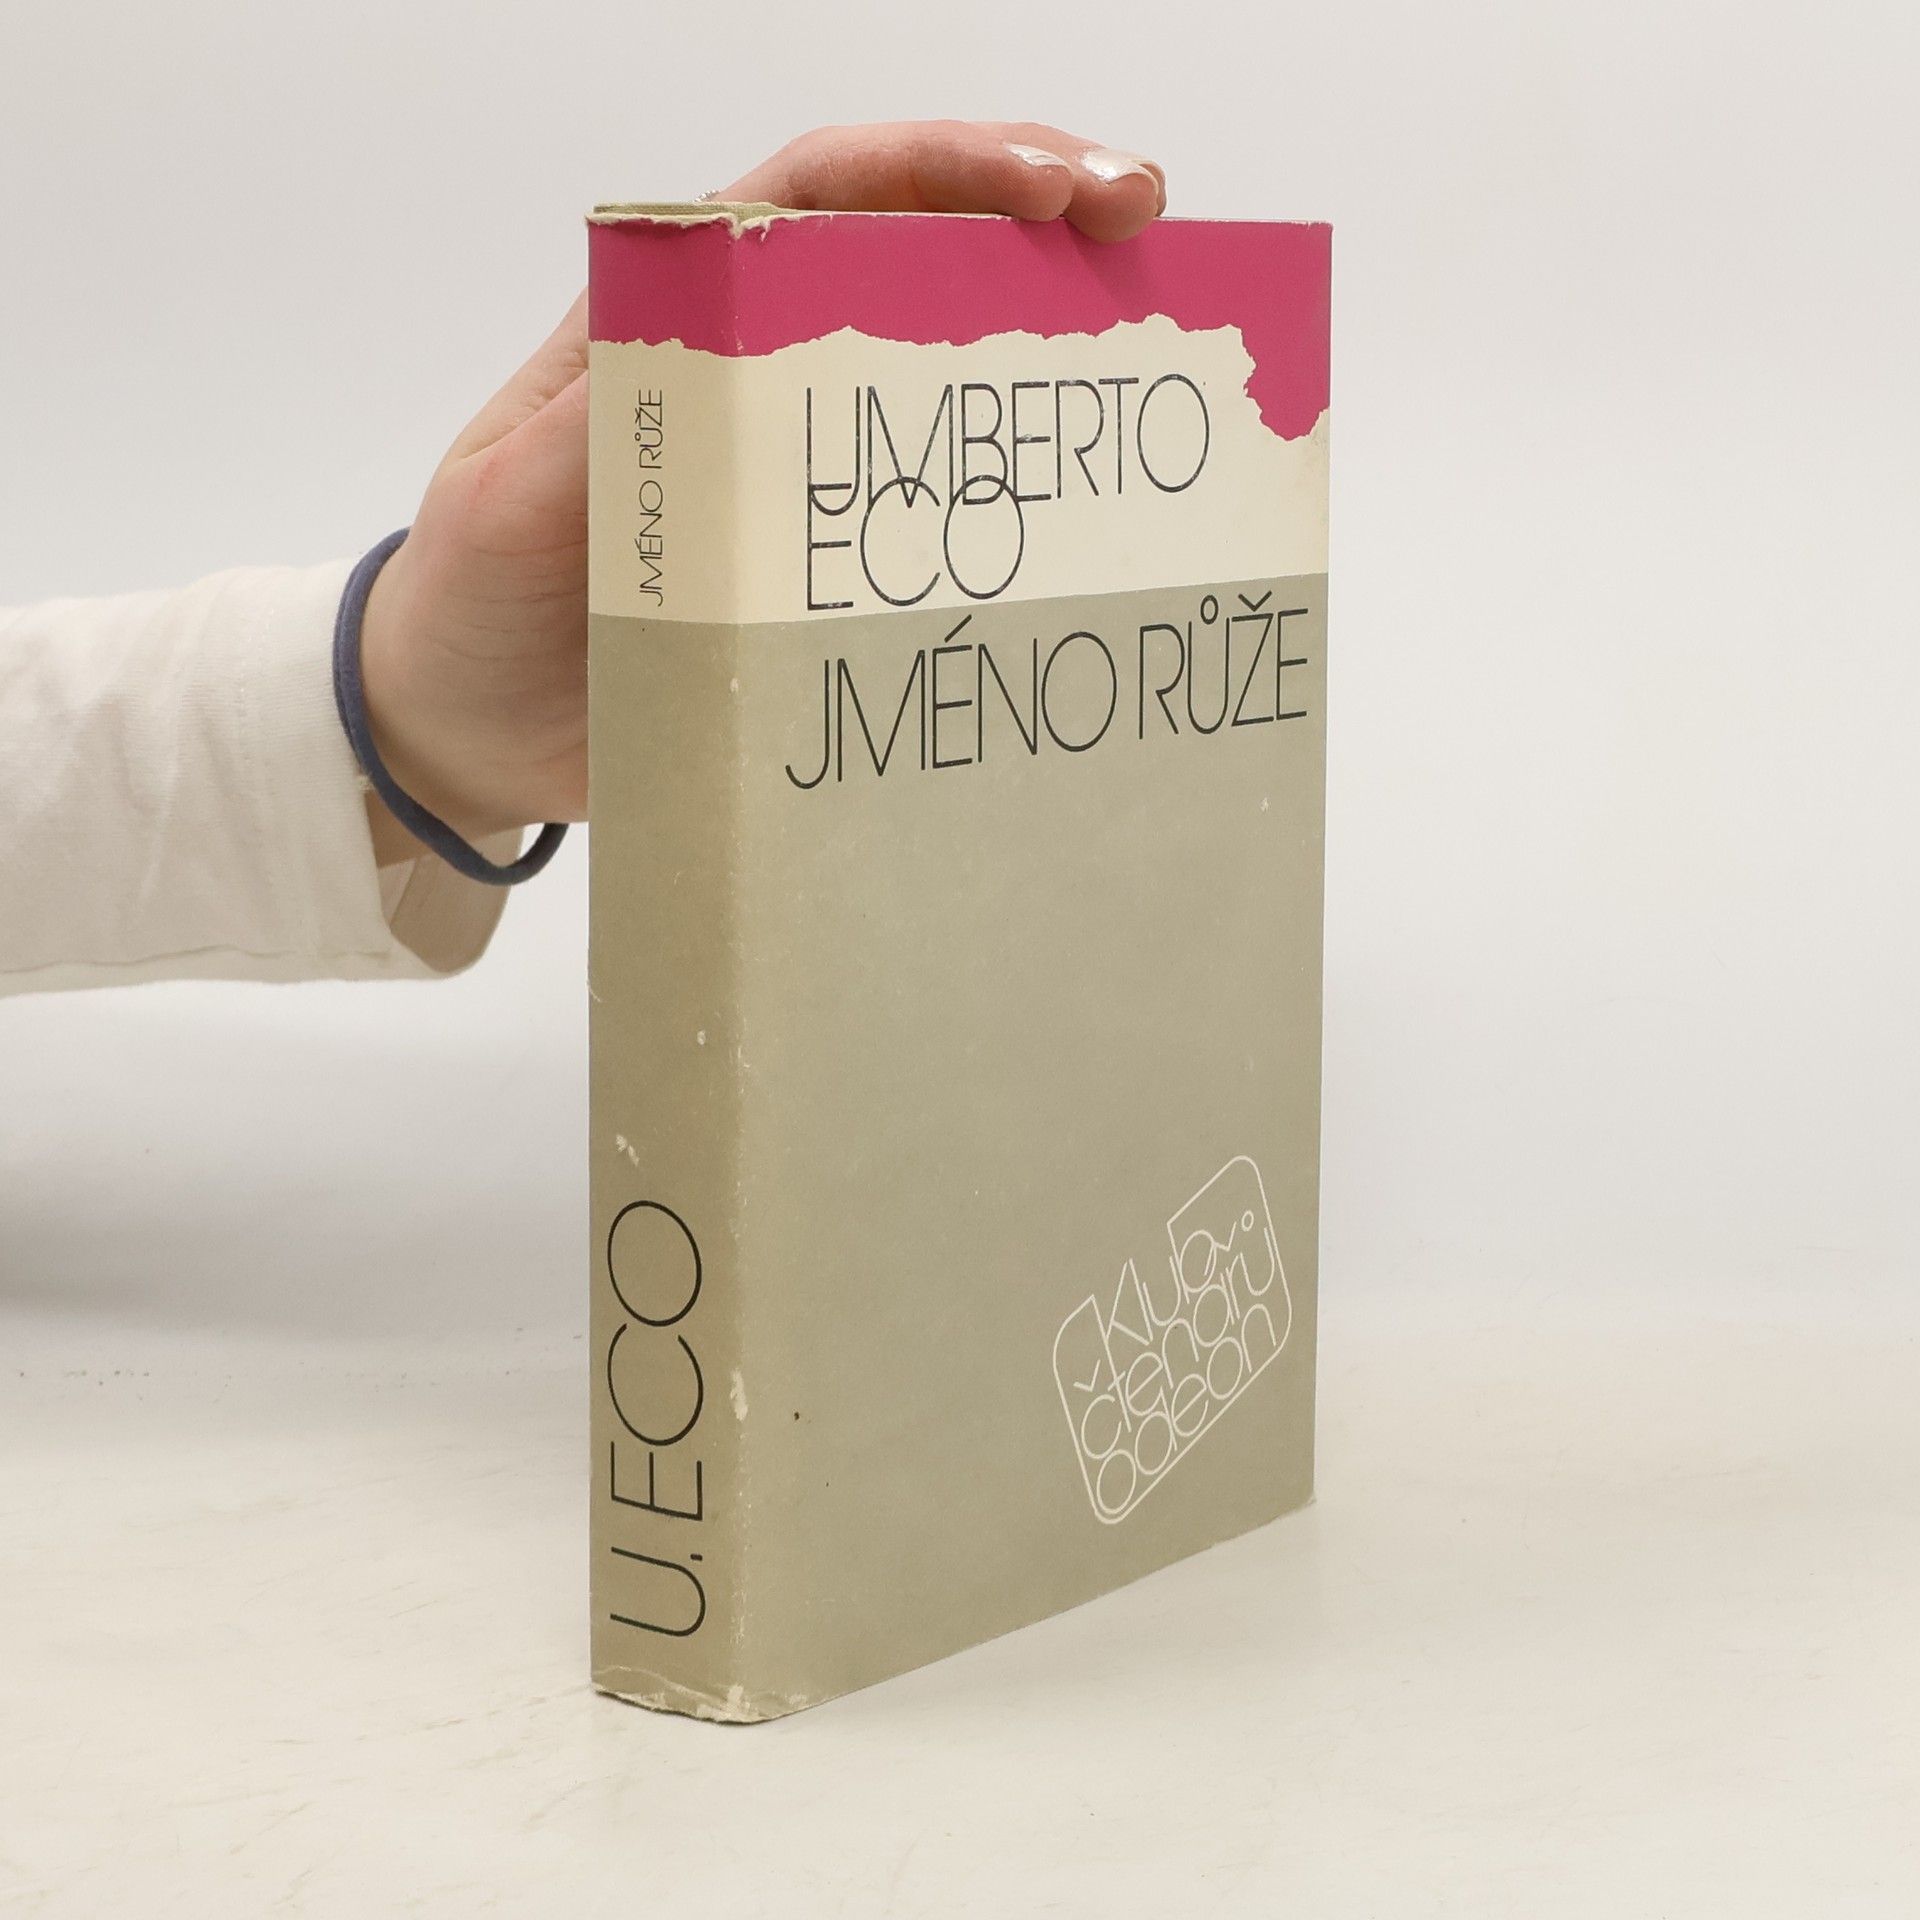 JMÉNO RŮŽE
U. ECO
UMBERTO
ECO
JMÉNO RŮŽE
Klub
čtenářů
odeon